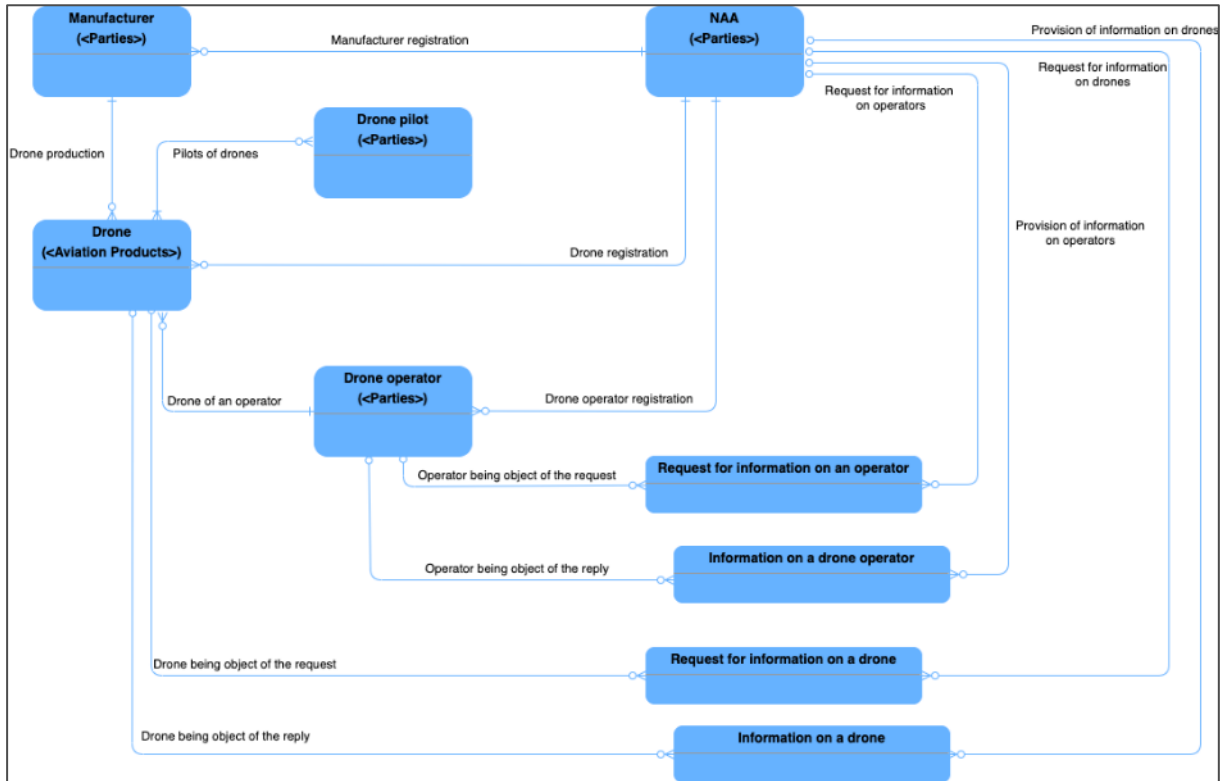 Manufacturer
(<Parties>)
NAA
(<Parties>)
Provision of information on drones
Manufacturer registration
Request for information
on drones
Request for information
on operators
Drone pilot
(<Parties>)
Drone production
Pilots of drones
Drone
(<Aviation Products>)
Provision of information
on operators
Drone registration
Drone operator
(<Parties>)
Drone of an operator
Drone operator registration
Operator being object of the request
Request for information on an operator
Information on a drone operator
Operator being object of the reply
Drone being object of the request
Request for information on a drone
Drone being object of the reply
Information on a drone